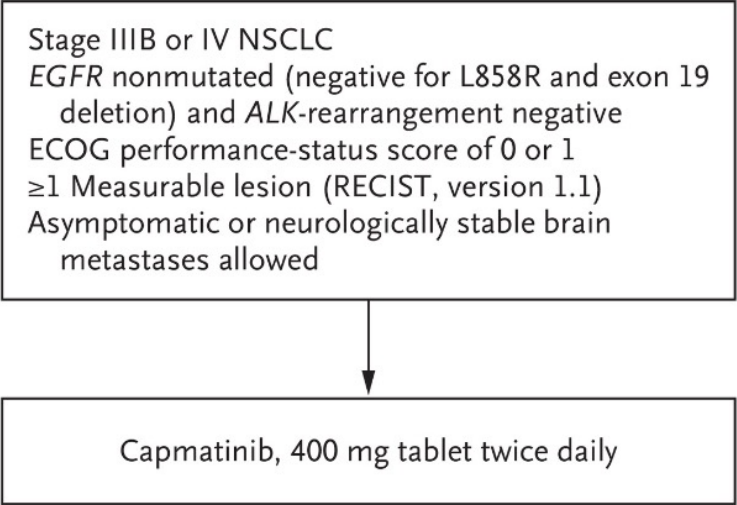 Stage IIIB or IV NSCLC
EGFR nonmutated (negative for L858R and exon 19
deletion) and ALK-rearrangement negative
ECOG performance-status score of 0 or 1
≥1 Measurable lesion (RECIST, version 1.1)
Asymptomatic or neurologically stable brain
metastases allowed
Capmatinib, 400 mg tablet twice daily